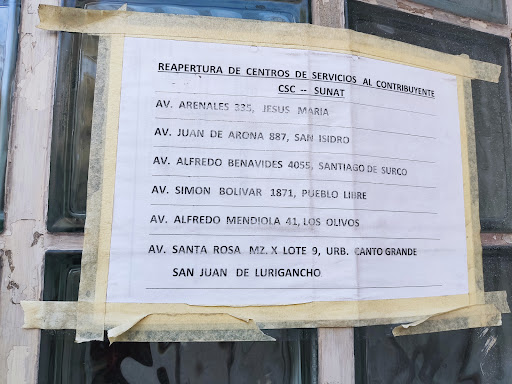 REAPERTURA DE CENTROS DE SERVICIOS AL CONTRIBUYENTE
CSC -- SUNAT
AV. ARENALES 335, JESUS MARIA
AV. JUAN DE ARONA 887, SAN ISIDRO
AV. ALFREDO BENAVIDES 4055, SANTIAGO DE SURCO
AV. SIMON BOLIVAR 1871, PUEBLO LIBRE
AV. ALFREDO MENDIOLA 41, LOS OLIVOS
AV. SANTA ROSA MZ. X LOTE 9, URB. CANTO GRANDE
SAN JUAN DE LURIGANCHO